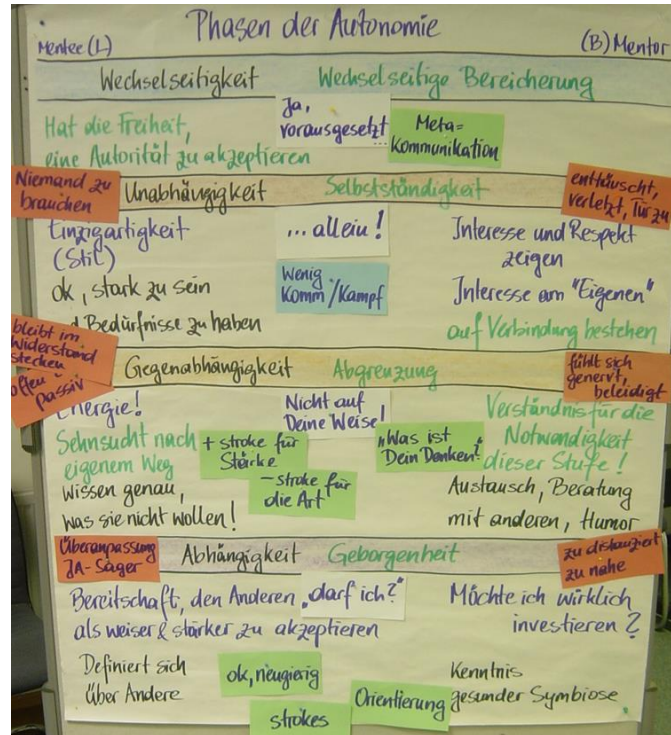 Phasen der Autonomie
Mentee (L)
(B) Mentor
Wechselseitigkeit Wechselseitige Bereicherung
Hat die Freiheit,
eine Autorität zu akzeptieren
Ja,
vorausgesetzt
...
Meta=
Kommunikation
Niemand zu
brauchen
Unabhängigkeit Selbstständigkeit
enttäuscht,
verletzt, Tür zu
Einzigartigkeit
(Stil)
ok, stark zu sein
Bedürfnisse zu haben
... allein!
Wenig
Komm./Kampf
Interesse und Respekt
zeigen
Interesse am "Eigenen"
auf Verbindung bestehen
bleibt im
Widerstand
stecken
offen
passiv
Gegenabhängigkeit Abgrenzung
fühlt sich
genervt,
beleidigt
Energie!
Sehnsucht nach
eigenem Weg
wissen genau,
was sie nicht wollen!
Nicht auf
Deine Weise!
+ stroke für
Stärke
- stroke für
die Art
"Was ist
Dein Denken?"
Verständnis für die
Notwendigkeit
dieser Stufe!
Austausch, Beratung
mit anderen, Humor
Überanpassung
JA-Sager
Abhängigkeit Geborgenheit
zu distanziert
zu nahe
Bereitschaft, den Anderen
als weiser & stärker zu akzeptieren
"darf ich?"
Möchte ich wirklich
investieren?
Definiert sich
über Andere
ok, neugierig
strokes
Orientierung
Kenntnis
gesunder Symbiose